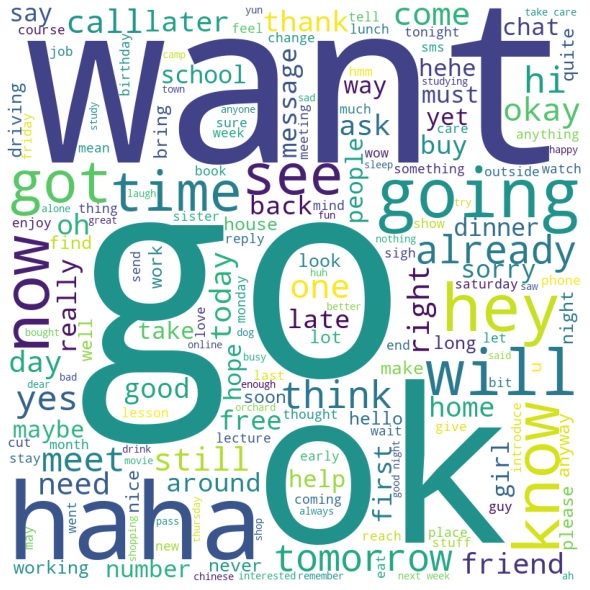 say
call
later
thank
come
yun
tell
take care
course
feel
lunch
tonight
sms
chat
quite
want
job
birthday
change
camp
hmm
studying
hehe
hi
driving
friday
study
school
message
meeting
sad
way
must
town
anyone
much
care
okay
mean
bring
sure
week
ask
wow
yet
buy
anything
happy
got
time
book
see
people
sleep
something
outside
watch
going
laugh
mind
fun
alone
thing
great
enjoy
oh
sister
back
house
nothing
show
try
dinner
now
find
reply
sigh
already
really
send
work
go
today
look
huh
one
sorry
saturday
saw
phone
hey
right
night
well
take
love
monday
better
late
long
let
said
u
day
bought
online
dog
lot
end
make
bit
will
yes
dear
bad
good
hope
busy
enough
last
think
soon
thought
home
maybe
lesson
free
orchard
hello
wait
give
introduce
know
cut
month
stay
meet
still
lecture
early
good night
first
girl
please
anyway
drink
movie
help
ok
need
nice
around
coming
always
guy
haha
went
pass
thursday
shop
place
stuff
reach
may
new
shopping
tomorrow
eat
friend
working
number
never
chinese
interested
remember
next week
ah